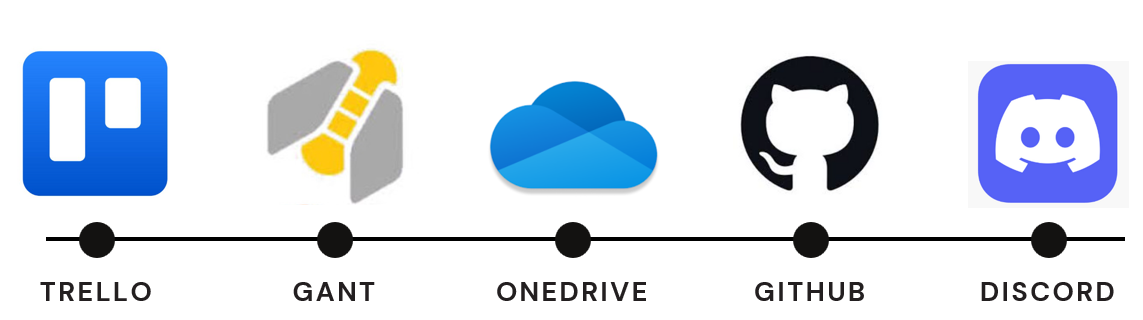 TRELLO
GANT
ONEDRIVE
GITHUB
DISCORD